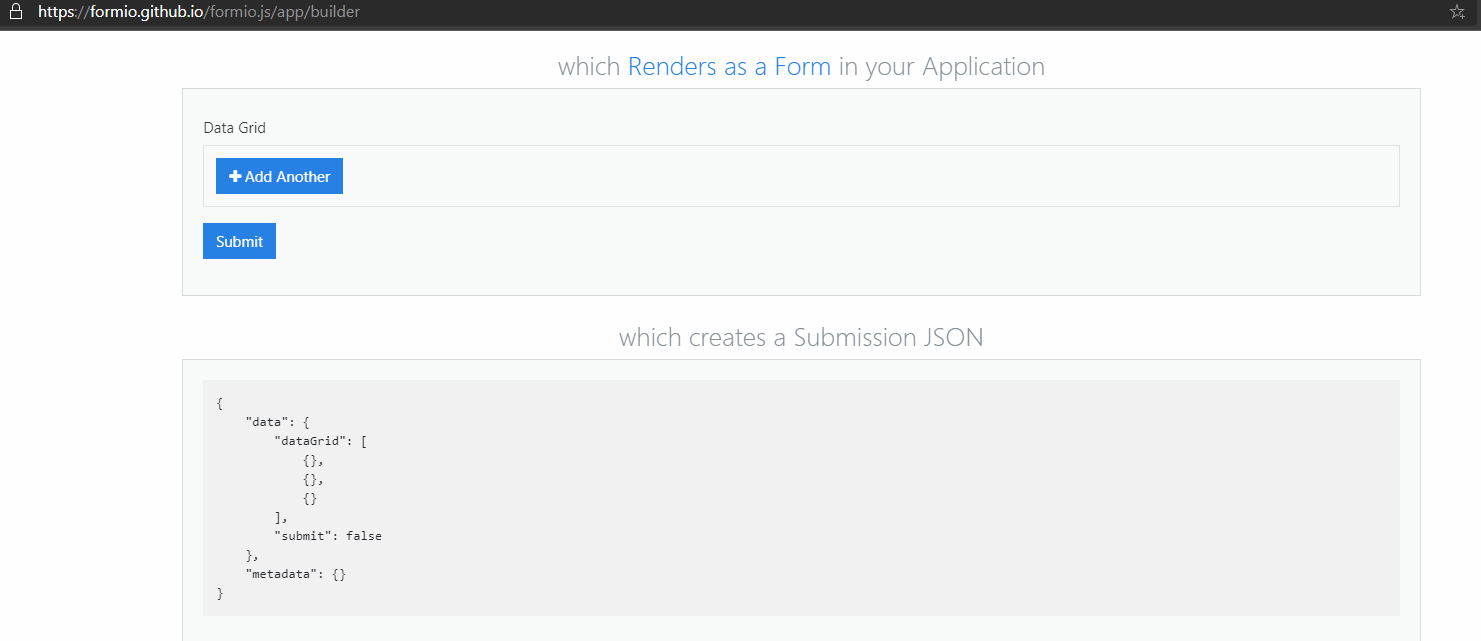 https://formio.github.io/formio.js/app/builder
which Renders as a Form in your Application
Data Grid
Add Another
Submit
which creates a Submission JSON
{
    "data": {
        "dataGrid": [
            {},
            {},
            {}
        ],
        "submit": false
    },
    "metadata": {}
}